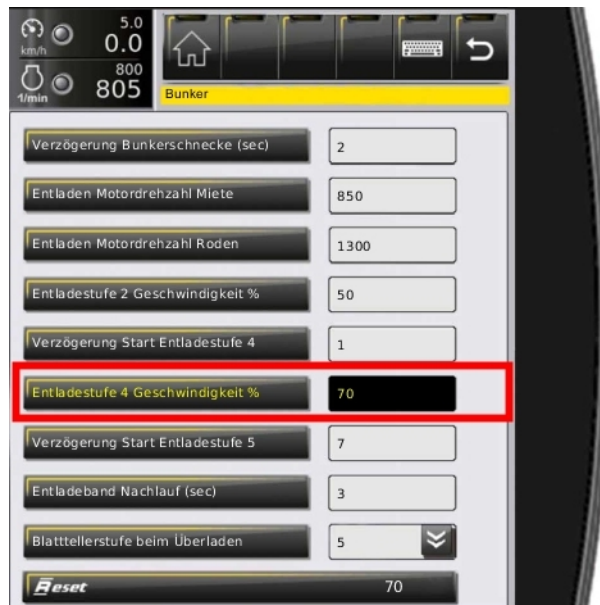 5.0
km/h 0.0
800
1/min 805
Bunker
Verzögerung Bunkerschnecke (sec) 2
Entladen Motordrehzahl Miete 850
Entladen Motordrehzahl Roden 1300
Entladestufe 2 Geschwindigkeit % 50
Verzögerung Start Entladestufe 4 1
Entladestufe 4 Geschwindigkeit % 70
Verzögerung Start Entladestufe 5 7
Entladeband Nachlauf (sec) 3
Blatttellerstufe beim Überladen 5
Reset 70